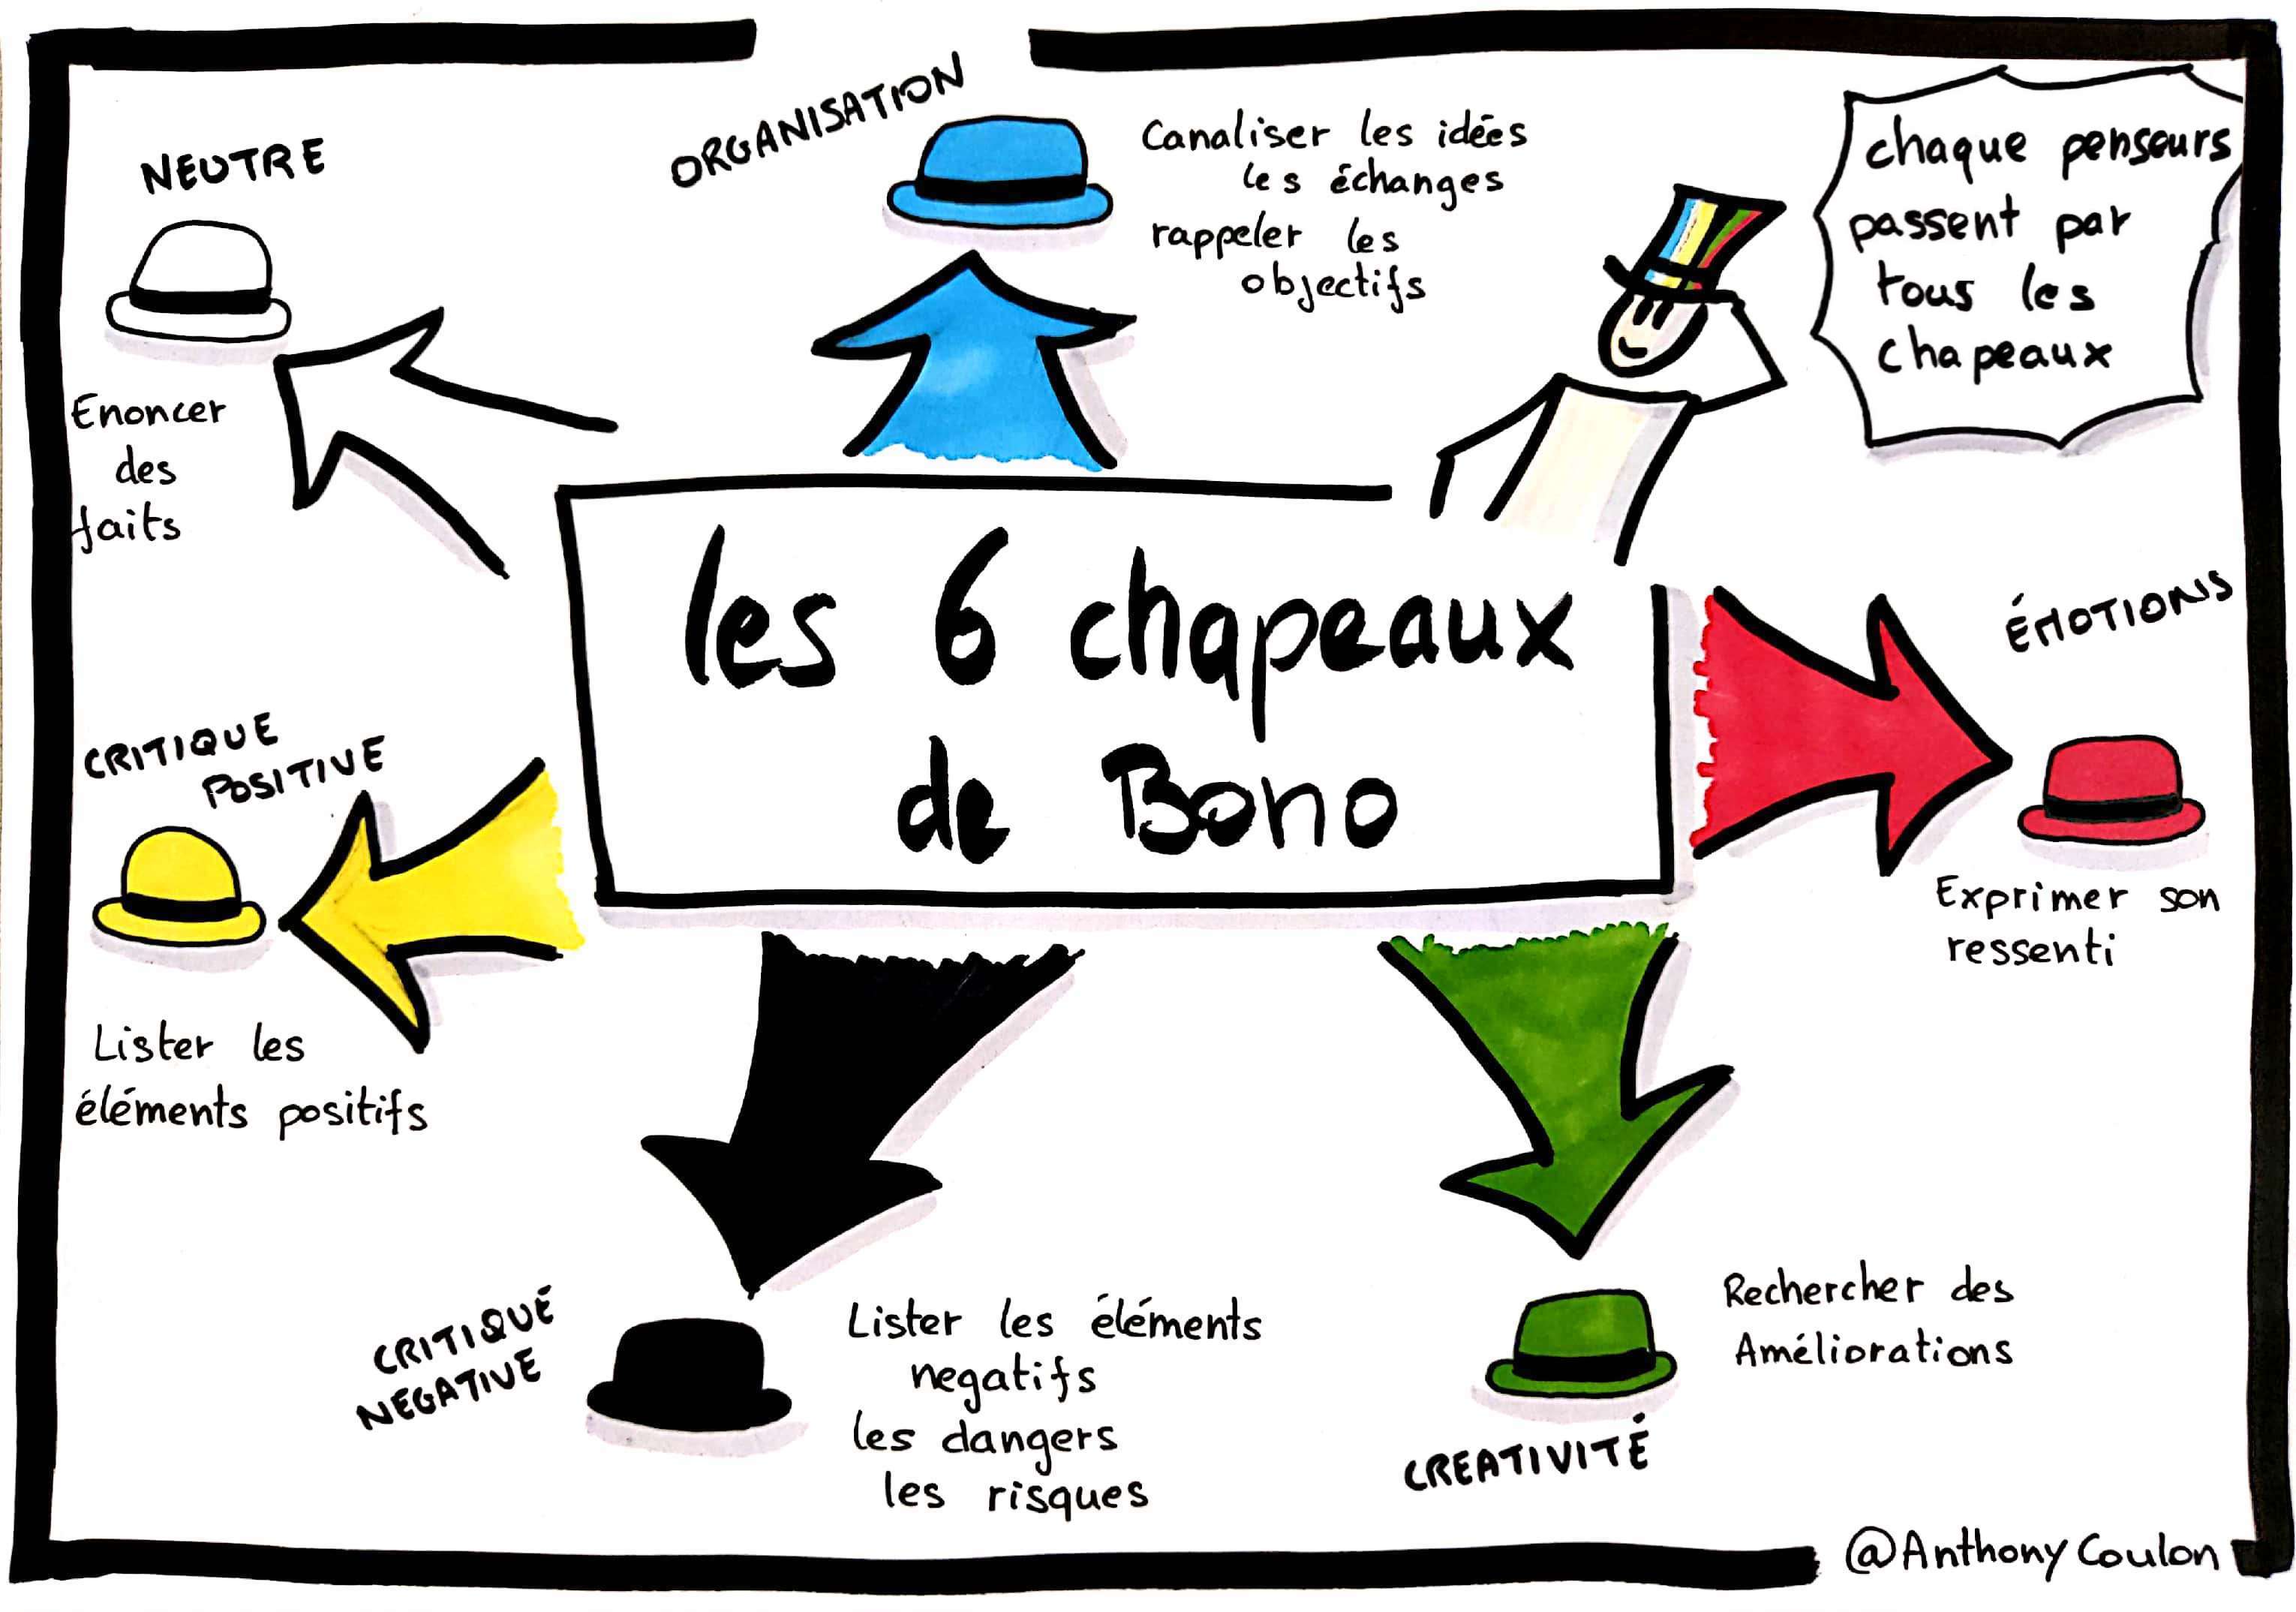 NEUTRE
Enoncer
des
faits
ORGANISATION
Canaliser les idées
les échanges
rappeler les
objectifs
chaque penseurs
passent par
tous les
chapeaux
les 6 chapeaux
de Bono
ÉMOTIONS
Exprimer son
ressenti
CRITIQUE
POSITIVE
Lister les
éléments positifs
CRITIQUE
NEGATIVE
Lister les éléments
negatifs
les dangers
les risques
Rechercher des
Améliorations
CREATIVITÉ
@Anthony Coulon